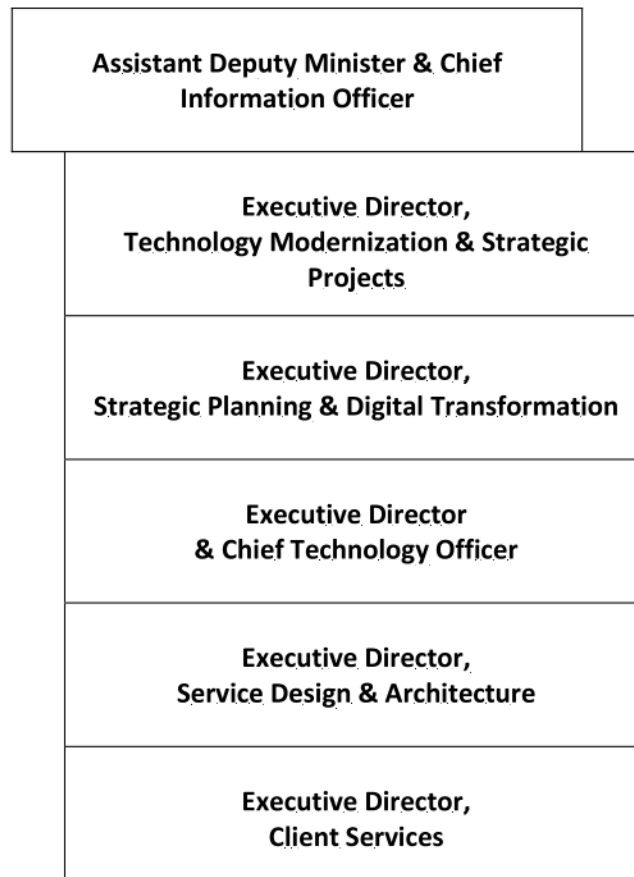 Assistant Deputy Minister & Chief
Information Officer
Executive Director,
Technology Modernization & Strategic
Projects
Executive Director,
Strategic Planning & Digital Transformation
Executive Director
& Chief Technology Officer
Executive Director,
Service Design & Architecture
Executive Director,
Client Services